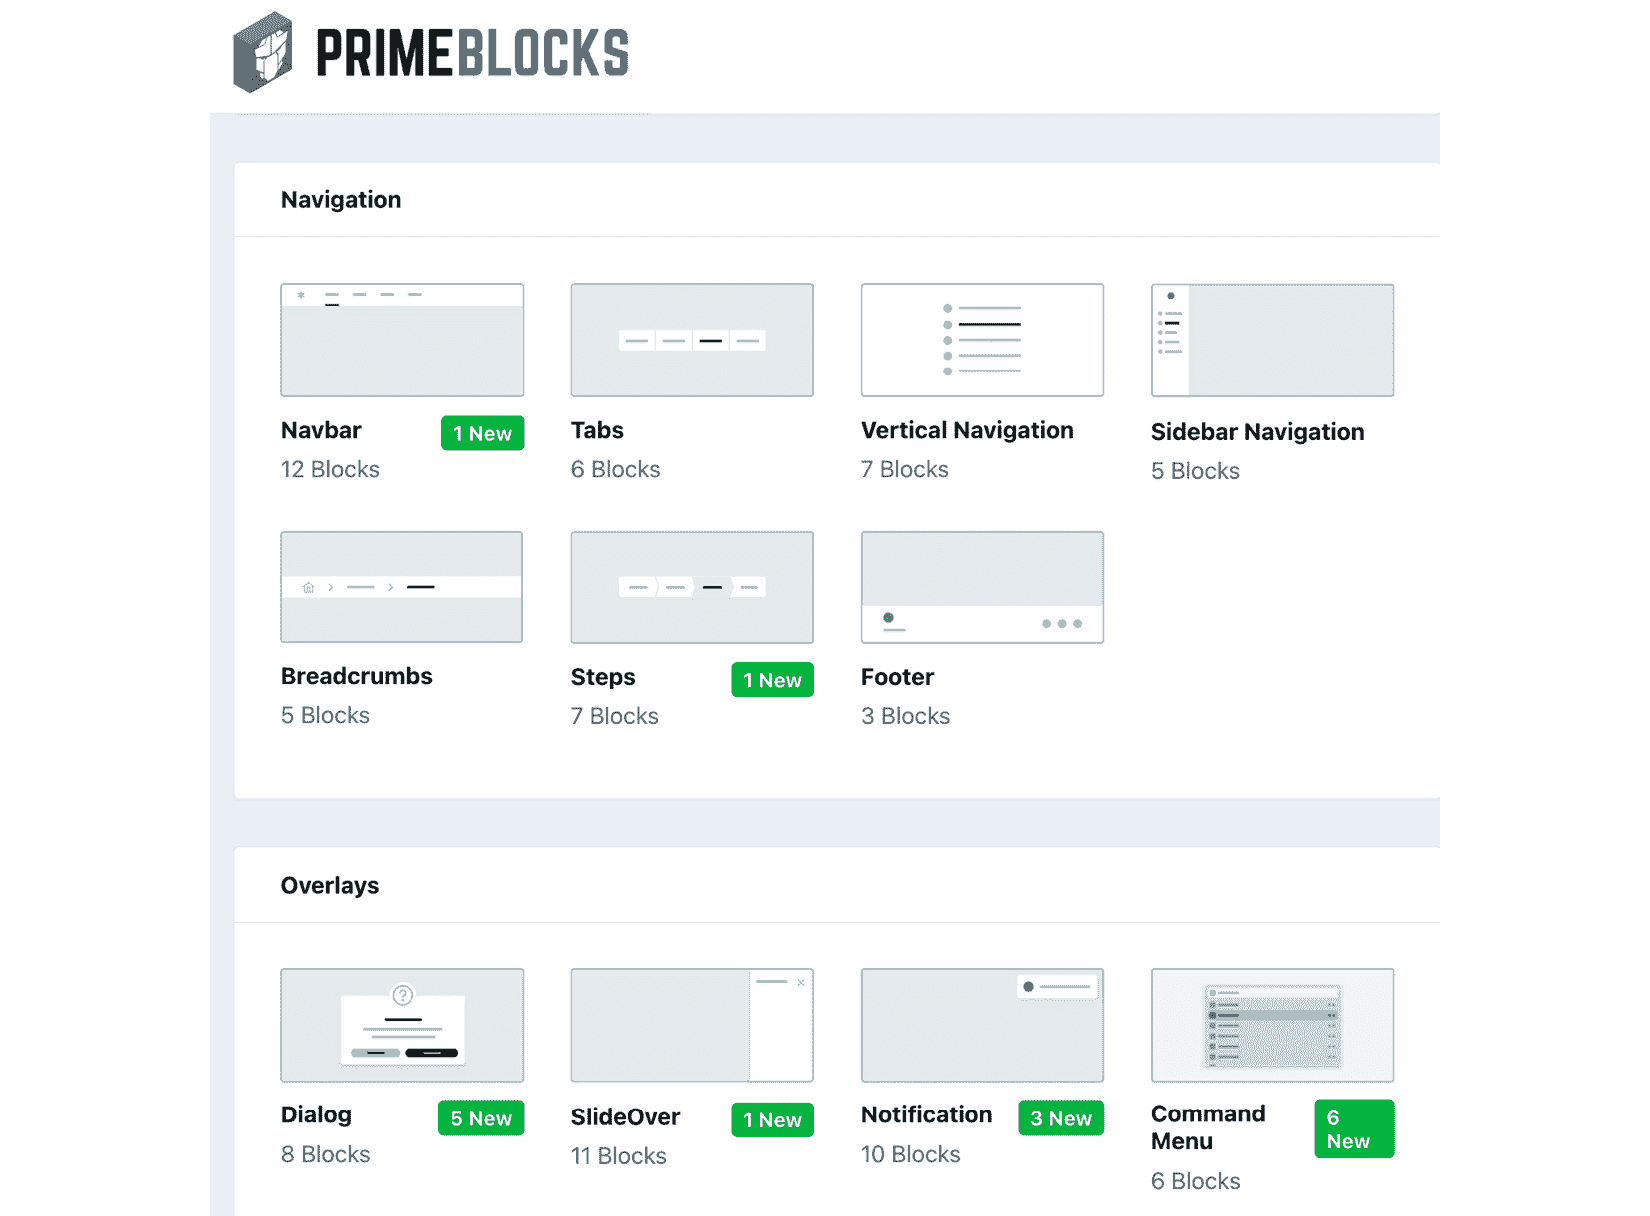 PRIMEBLOCKS
Navigation
Navbar
1 New
12 Blocks
Tabs
6 Blocks
Vertical Navigation
7 Blocks
Sidebar Navigation
5 Blocks
Breadcrumbs
5 Blocks
Steps
1 New
7 Blocks
Footer
3 Blocks
Overlays
Dialog
5 New
8 Blocks
SlideOver
1 New
11 Blocks
Notification
3 New
10 Blocks
Command
Menu
6
New
6 Blocks